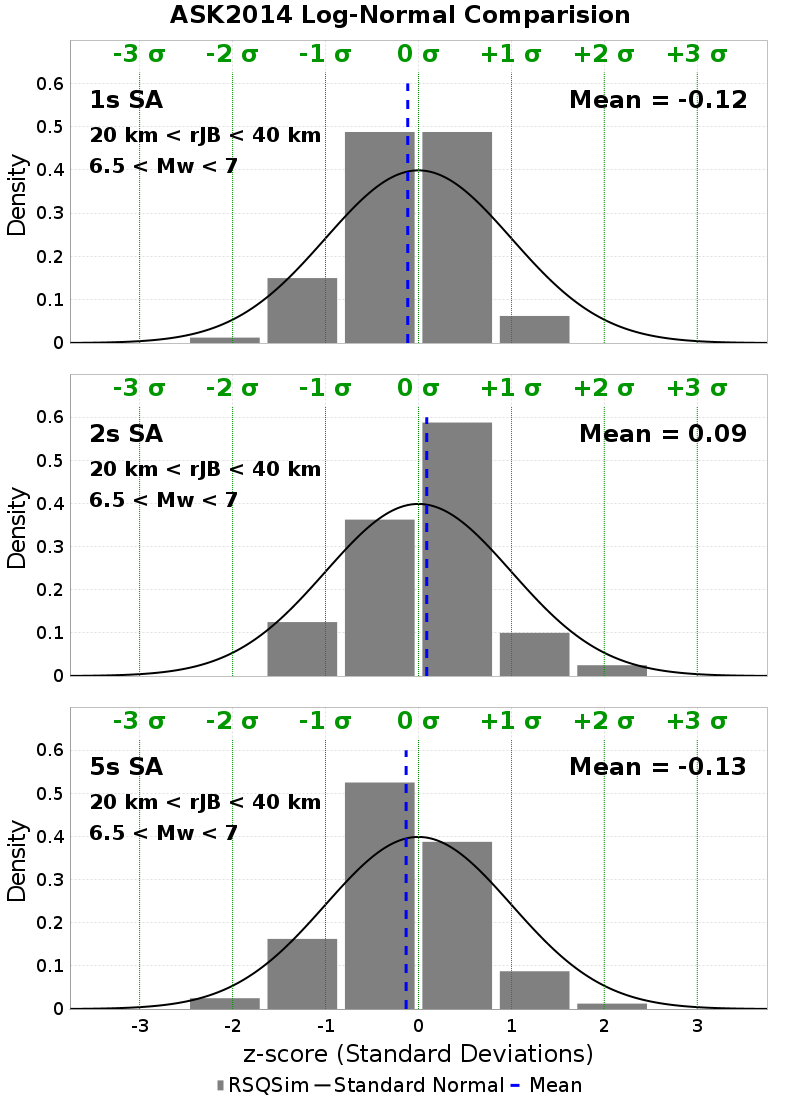 ASK2014 Log-Normal Comparision
-3 σ -2 σ -1 σ 0 σ +1 σ +2 σ +3 σ
1s SA
Mean = -0.12
20 km < rJB < 40 km
6.5 < Mw < 7
0.6
0.5
0.4
0.3
0.2
0.1
0
Density
-3 σ -2 σ -1 σ 0 σ +1 σ +2 σ +3 σ
2s SA
Mean = 0.09
20 km < rJB < 40 km
6.5 < Mw < 7
0.6
0.5
0.4
0.3
0.2
0.1
0
Density
-3 σ -2 σ -1 σ 0 σ +1 σ +2 σ +3 σ
5s SA
Mean = -0.13
20 km < rJB < 40 km
6.5 < Mw < 7
0.6
0.5
0.4
0.3
0.2
0.1
0
Density
-3 -2 -1 0 1 2 3
z-score (Standard Deviations)
RSQSim Standard Normal Mean